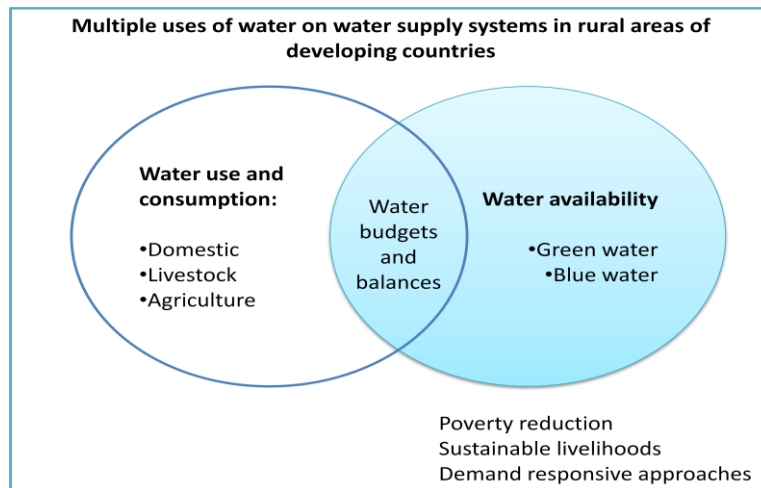 Multiple uses of water on water supply systems in rural areas of
developing countries
Water use and
consumption:
•Domestic
•Livestock
•Agriculture
Water
budgets
and
balances
Water availability
•Green water
•Blue water
Poverty reduction
Sustainable livelihoods
Demand responsive approaches